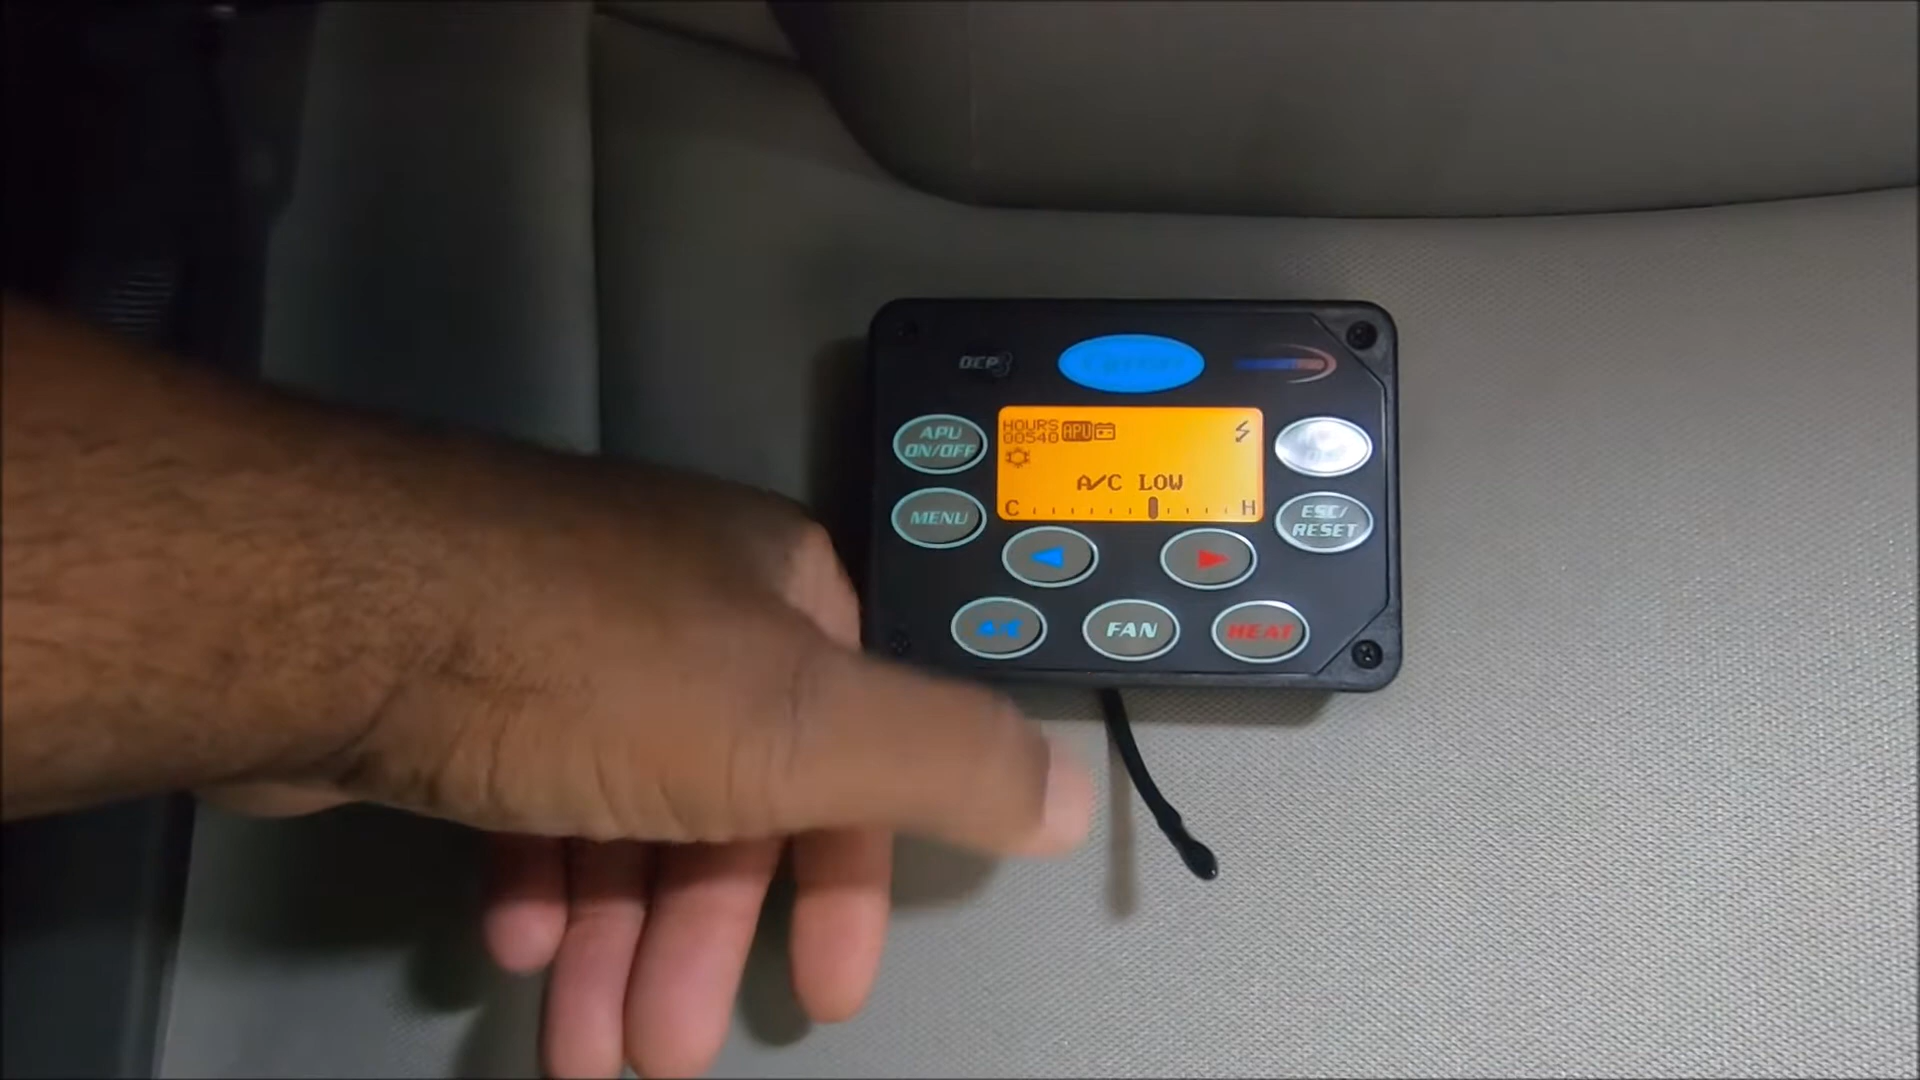 DCP
APU
ON/OFF
HOURS
00540 APU
A/C LOW
C H
MENU
ESC/
RESET
A/C
FAN
HEAT